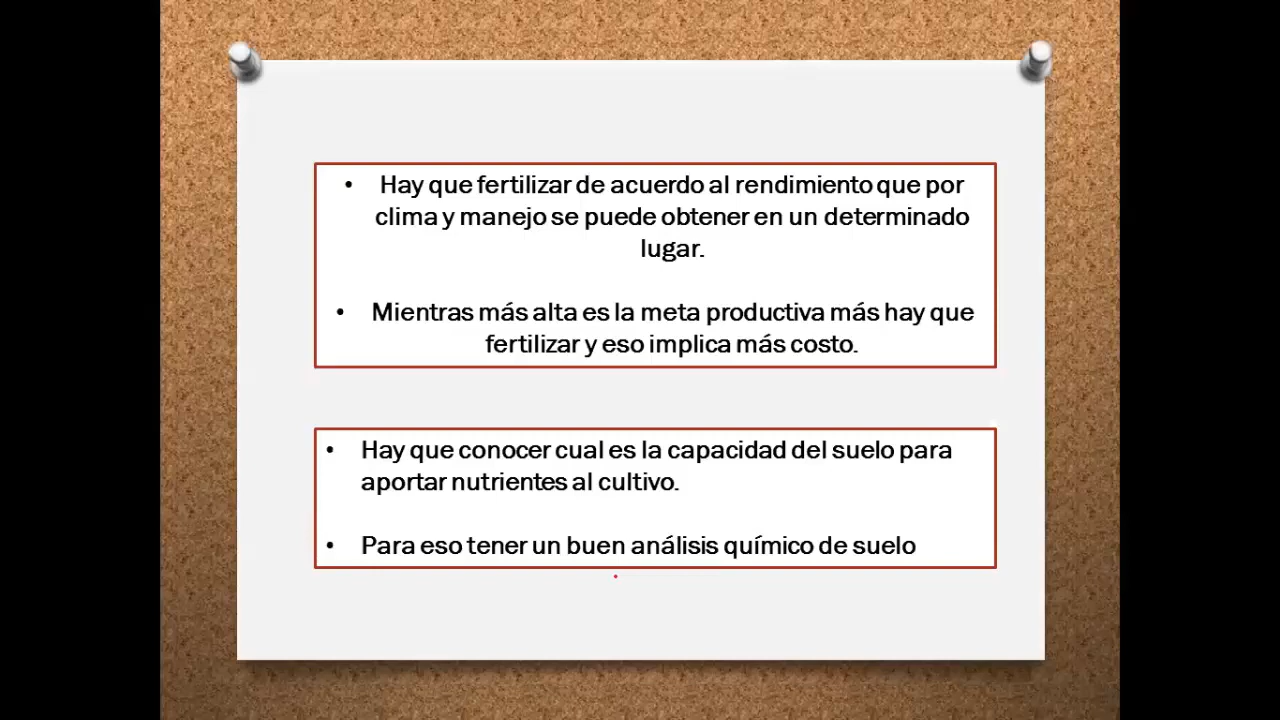 • Hay que fertilizar de acuerdo al rendimiento que por
clima y manejo se puede obtener en un determinado
lugar.
• Mientras más alta es la meta productiva más hay que
fertilizar y eso implica más costo.
• Hay que conocer cual es la capacidad del suelo para
aportar nutrientes al cultivo.
• Para eso tener un buen análisis químico de suelo